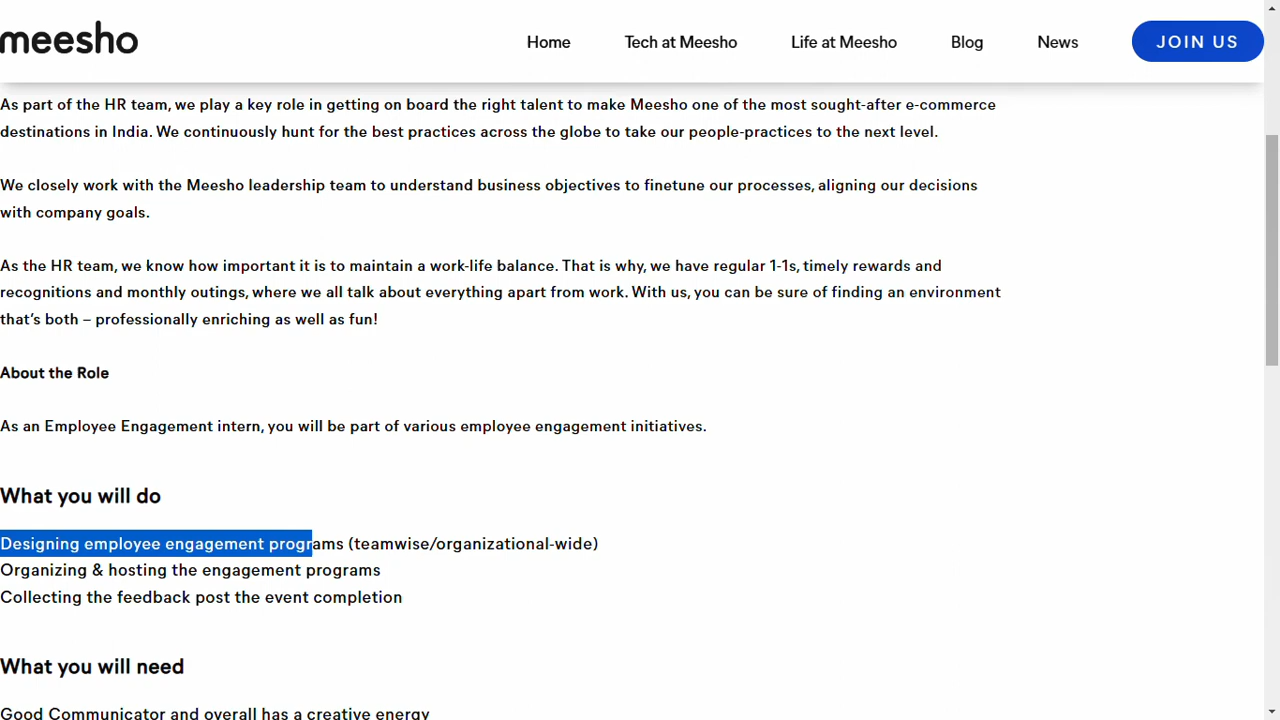 meesho
Home Tech at Meesho Life at Meesho Blog News JOIN US
As part of the HR team, we play a key role in getting on board the right talent to make Meesho one of the most sought-after e-commerce
destinations in India. We continuously hunt for the best practices across the globe to take our people-practices to the next level.
We closely work with the Meesho leadership team to understand business objectives to finetune our processes, aligning our decisions
with company goals.
As the HR team, we know how important it is to maintain a work-life balance. That is why, we have regular 1-1s, timely rewards and
recognitions and monthly outings, where we all talk about everything apart from work. With us, you can be sure of finding an environment
that’s both – professionally enriching as well as fun!
About the Role
As an Employee Engagement intern, you will be part of various employee engagement initiatives.
What you will do
Designing employee engagement programs (teamwise/organizational-wide)
Organizing & hosting the engagement programs
Collecting the feedback post the event completion
What you will need
Good Communicator and overall has a creative energy